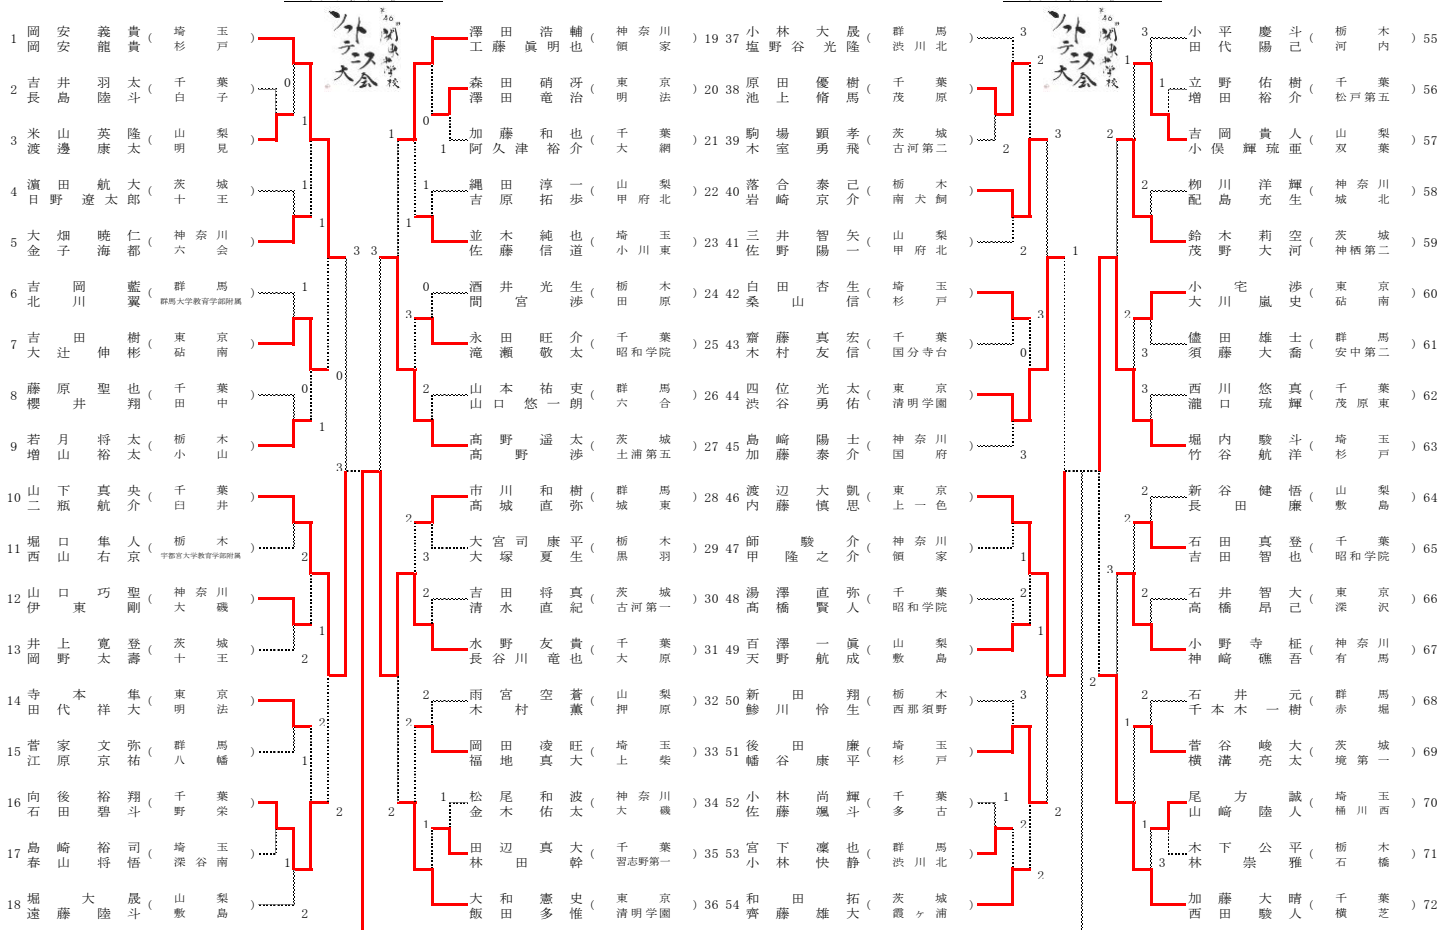 第46回
関東中学校
ソフトテニス大会
1 岡安義貴 ( 埼玉 )
岡安龍貴 杉戸
2 吉井羽太 ( 千葉 )
長島陸斗 白子
3 米山英隆 ( 山梨 )
渡邊康太 明見
4 濱田航大 ( 茨城 )
日野遼太郎 十王
5 大畑暁仁 ( 神奈川 )
金子海都 六会
6 吉岡藍 ( 群馬 )
北川翼 群馬大学教育学部附属
7 吉田樹 ( 東京 )
大辻伸彬 砧南
8 藤原聖也 ( 千葉 )
櫻井翔 田中
9 若月将太 ( 栃木 )
増山裕太 小山
10 山下真央 ( 千葉 )
二瓶航介 臼井
11 堀口隼人 ( 栃木 )
西山右京 宇都宮大学教育学部附属
12 山口巧聖 ( 神奈川 )
伊東剛 大磯
13 井上寛登 ( 茨城 )
岡野太壽 十王
14 寺本隼 ( 東京 )
田代祥大 明法
15 菅家文弥 ( 群馬 )
江原京祐 八幡
16 向後裕翔 ( 千葉 )
石田碧斗 野栄
17 島崎裕司 ( 埼玉 )
春山将悟 深谷南
18 堀大晟 ( 山梨 )
遠藤陸斗 敷島
澤田浩輔 ( 神奈川 ) 19
工藤眞明也 領家
森田硝冴 ( 東京 ) 20
澤田竜治 明法
加藤和也 ( 千葉 ) 21
阿久津裕介 大網
縄田淳一 ( 山梨 ) 22
吉原拓歩 甲府北
並木純也 ( 埼玉 ) 23
佐藤信道 小川東
酒井光生 ( 栃木 ) 24
間宮渉 田原
永田旺介 ( 千葉 ) 25
滝瀬敬太 昭和学院
山本祐吏 ( 群馬 ) 26
山口悠一朗 六合
髙野遥太 ( 茨城 ) 27
高野渉 土浦第五
市川和樹 ( 群馬 ) 28
高城直弥 城東
大宮司康平 ( 栃木 ) 29
大塚夏生 黒羽
吉田将真 ( 茨城 ) 30
清水直紀 古河第一
水野友貴 ( 千葉 ) 31
長谷川竜也 大原
雨宮空蒼 ( 山梨 ) 32
木村薫 押原
岡田凌旺 ( 埼玉 ) 33
福地真大 上柴
松尾和波 ( 神奈川 ) 34
金木佑太 大磯
田辺真大 ( 千葉 ) 35
林田幹 習志野第一
大和憲史 ( 東京 ) 36
飯田多惟 清明学園
第46回
関東中学校
ソフトテニス大会
37 小林大晟 ( 群馬 )
塩野谷光隆 渋川北
38 原田優樹 ( 千葉 )
池上脩馬 茂原
39 駒場顕孝 ( 茨城 )
木室勇飛 古河第二
40 落合泰己 ( 栃木 )
岩崎京介 南犬飼
41 三井智矢 ( 山梨 )
佐野陽一 甲府北
42 白田杏生 ( 埼玉 )
桑山信 杉戸
43 齋藤真宏 ( 千葉 )
木村友信 国分寺台
44 四位光太 ( 東京 )
渋谷勇佑 清明学園
45 島崎陽士 ( 神奈川 )
加藤泰介 国府
46 渡辺大凱 ( 東京 )
内藤慎思 上一色
47 師駿介 ( 神奈川 )
甲隆之介 領家
48 湯澤直弥 ( 千葉 )
髙橋賢人 昭和学院
49 百澤一眞 ( 山梨 )
天野航成 敷島
50 新田翔 ( 栃木 )
鯵川怜生 西那須野
51 後田廉 ( 埼玉 )
幡谷康平 杉戸
52 小林尚輝 ( 千葉 )
佐藤颯斗 多古
53 宮下凜也 ( 群馬 )
小林快静 渋川北
54 和田拓 ( 茨城 )
齊藤雄大 霞ヶ浦
小平慶斗 ( 栃木 ) 55
田代陽己 河内
立野佑樹 ( 千葉 ) 56
増田裕介 松戸第五
吉岡貴人 ( 山梨 ) 57
小俣輝琉亜 双葉
栁川洋輝 ( 神奈川 ) 58
配島充生 城北
鈴木莉空 ( 茨城 ) 59
茂野大河 神栖第二
小宅渉 ( 東京 ) 60
大川嵐史 砧南
儘田雄士 ( 群馬 ) 61
須藤大喬 安中第二
西川悠真 ( 千葉 ) 62
瀧口琉輝 茂原東
堀内駿斗 ( 埼玉 ) 63
竹谷航洋 杉戸
新谷健悟 ( 山梨 ) 64
長田廉 敷島
石田真登 ( 千葉 ) 65
吉田智也 昭和学院
石井智大 ( 東京 ) 66
高橋昂己 深沢
小野寺柾 ( 神奈川 ) 67
神﨑礁吾 有馬
石井元 ( 群馬 ) 68
千本木一樹 赤堀
菅谷峻大 ( 茨城 ) 69
横溝亮太 境第一
尾方誠 ( 埼玉 ) 70
山﨑陸人 桶川西
木下公平 ( 栃木 ) 71
林崇雅 石橋
加藤大晴 ( 千葉 ) 72
西田駿人 横芝